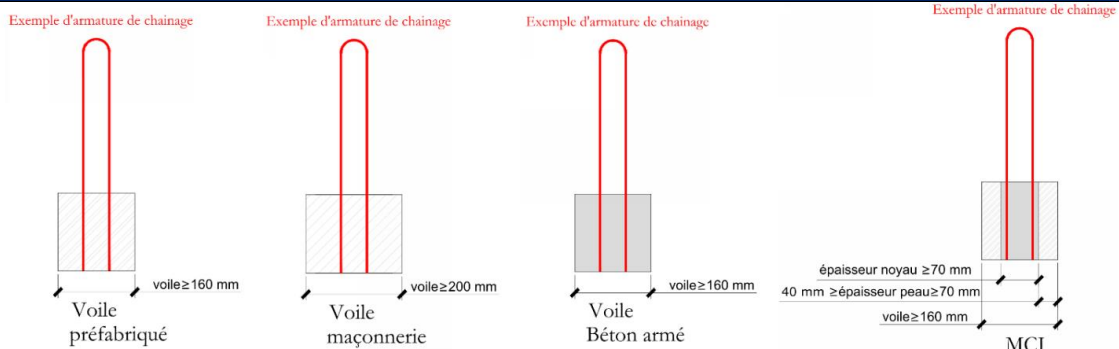 Exemple d'armature de chainage
voile≥160 mm
Voile
préfabriqué
Exemple d'armature de chainage
voile≥200 mm
Voile
maçonnerie
Exemple d'armature de chainage
voile≥160 mm
Voile
Béton armé
Exemple d'armature de chainage
épaisseur noyau ≥70 mm
40 mm ≥épaisseur peau≥70 mm
voile≥160 mm
MCI